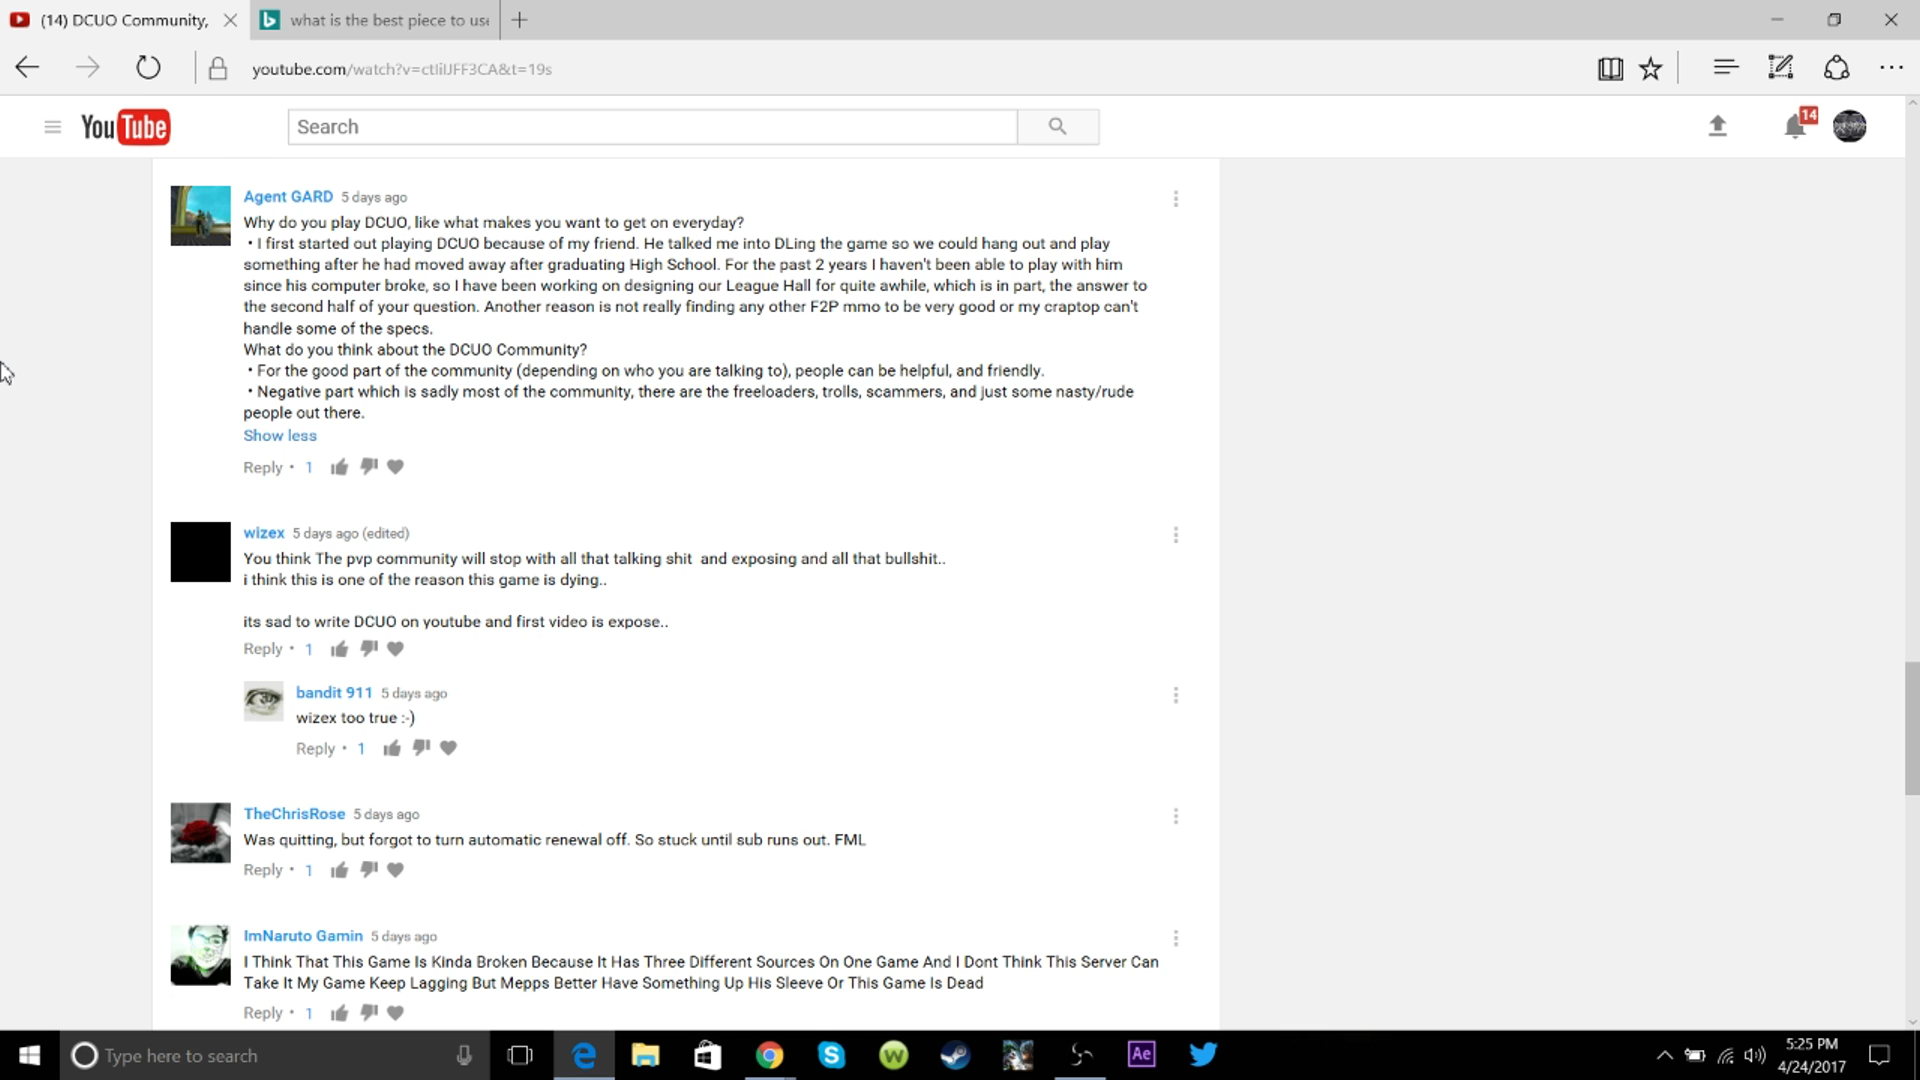 (14) DCUO Community,
what is the best piece to use
youtube.com/watch?v=ctIiIJFF3CA&t=19s
YouTube
Search
14
Agent GARD 5 days ago
Why do you play DCUO, like what makes you want to get on everyday?
• I first started out playing DCUO because of my friend. He talked me into DLing the game so we could hang out and play
something after he had moved away after graduating High School. For the past 2 years I haven't been able to play with him
since his computer broke, so I have been working on designing our League Hall for quite awhile, which is in part, the answer to
the second half of your question. Another reason is not really finding any other F2P mmo to be very good or my craptop can't
handle some of the specs.
What do you think about the DCUO Community?
• For the good part of the community (depending on who you are talking to), people can be helpful, and friendly.
• Negative part which is sadly most of the community, there are the freeloaders, trolls, scammers, and just some nasty/rude
people out there.
Show less
Reply • 1
wizex 5 days ago (edited)
You think The pvp community will stop with all that talking shit and exposing and all that bullshit..
i think this is one of the reason this game is dying..
its sad to write DCUO on youtube and first video is expose..
Reply • 1
bandit 911 5 days ago
wizex too true :-)
Reply • 1
TheChrisRose 5 days ago
Was quitting, but forgot to turn automatic renewal off. So stuck until sub runs out. FML
Reply • 1
ImNaruto Gamin 5 days ago
I Think That This Game Is Kinda Broken Because It Has Three Different Sources On One Game And I Dont Think This Server Can
Take It My Game Keep Lagging But Mepps Better Have Something Up His Sleeve Or This Game Is Dead
Reply • 1
Type here to search
Ae
5:25 PM
4/24/2017